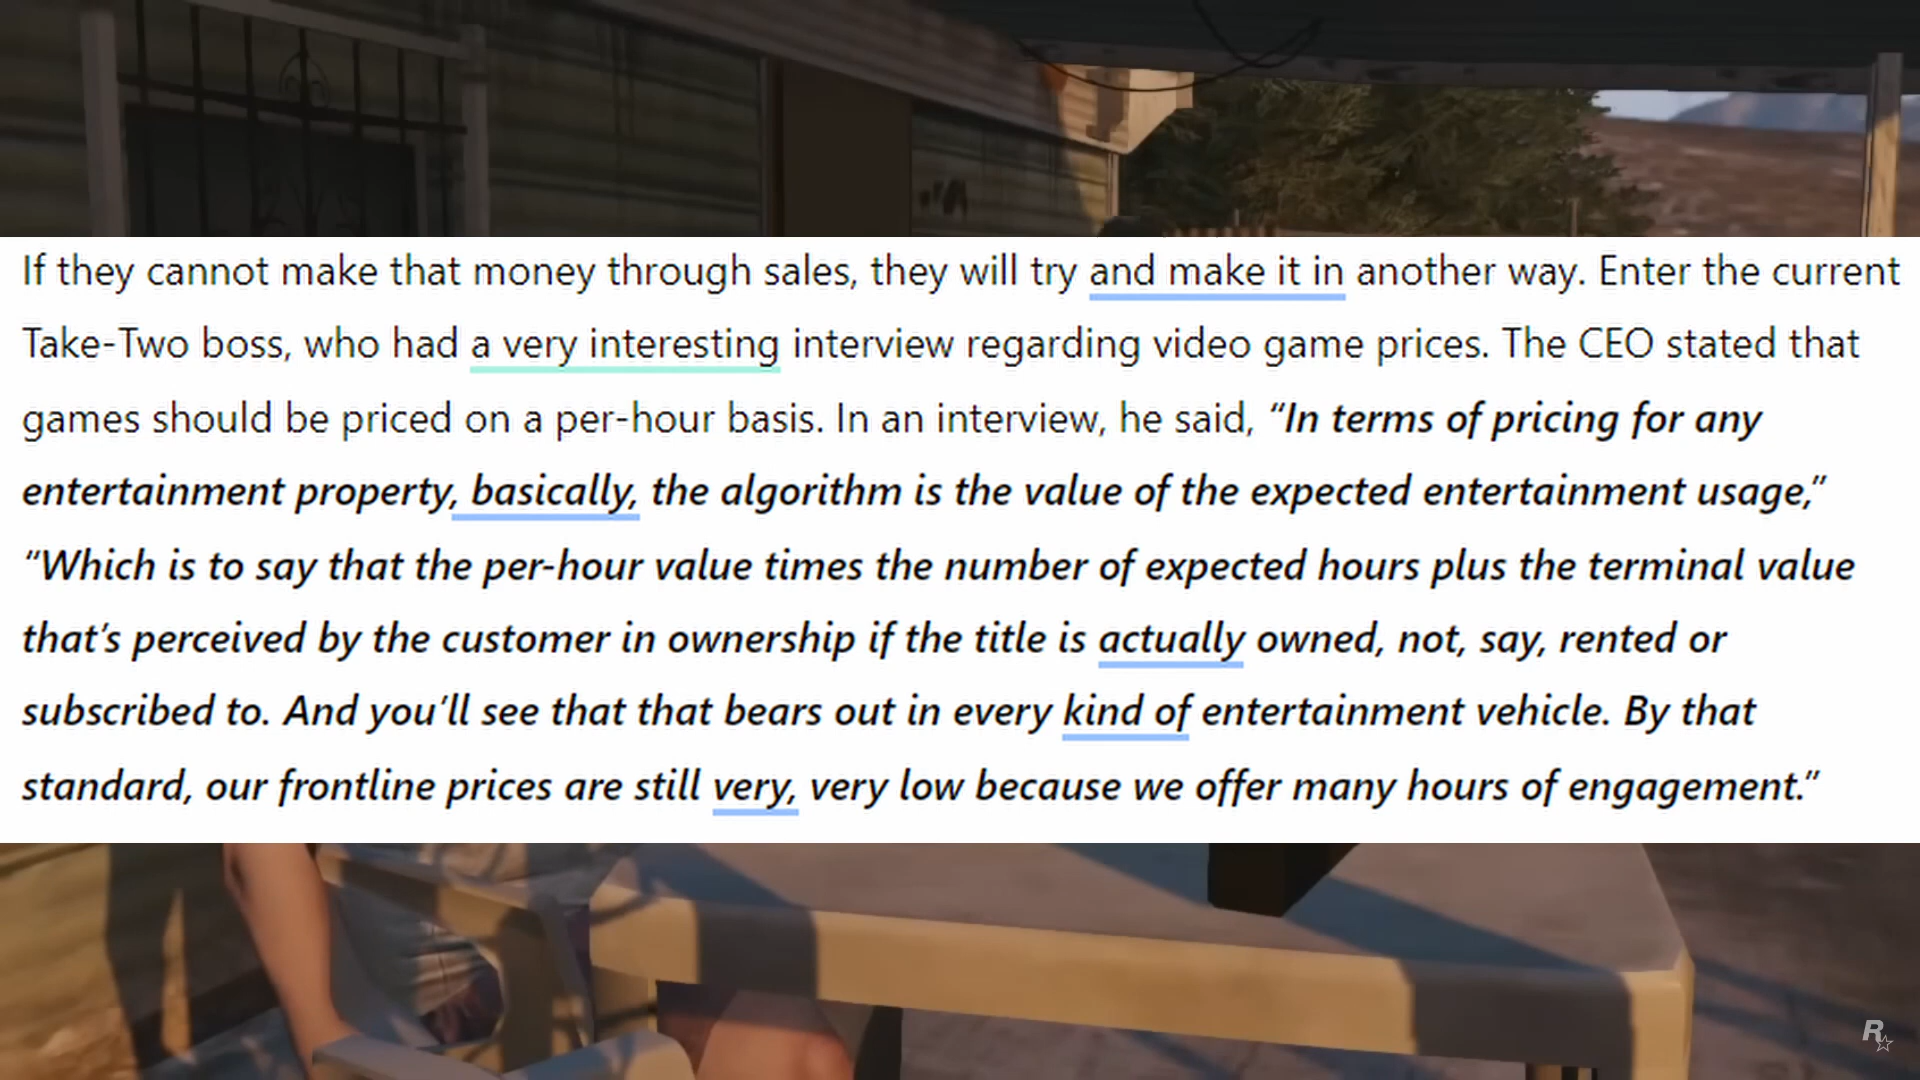 If they cannot make that money through sales, they will try and make it in another way. Enter the current
Take-Two boss, who had a very interesting interview regarding video game prices. The CEO stated that
games should be priced on a per-hour basis. In an interview, he said, “In terms of pricing for any
entertainment property, basically, the algorithm is the value of the expected entertainment usage,”
“Which is to say that the per-hour value times the number of expected hours plus the terminal value
that’s perceived by the customer in ownership if the title is actually owned, not, say, rented or
subscribed to. And you’ll see that that bears out in every kind of entertainment vehicle. By that
standard, our frontline prices are still very, very low because we offer many hours of engagement.”
R